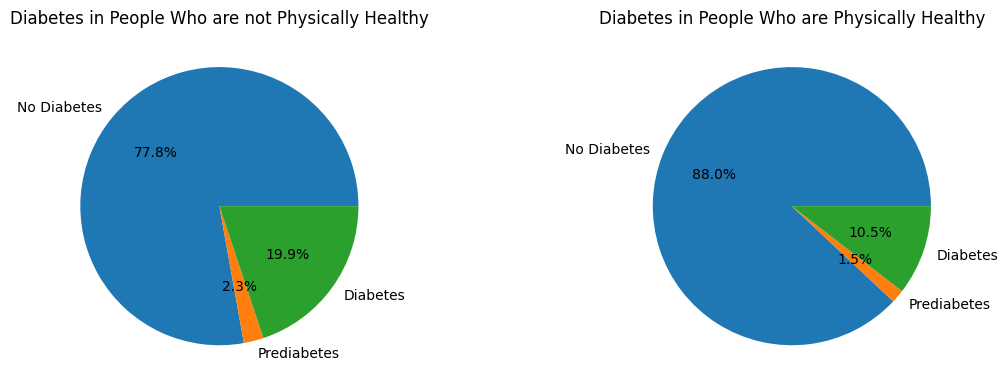 Diabetes in People Who are not Physically Healthy
No Diabetes
77.8%
19.9%
2.3%
Diabetes
Prediabetes
Diabetes in People Who are Physically Healthy
No Diabetes
88.0%
10.5%
1.5%
Diabetes
Prediabetes